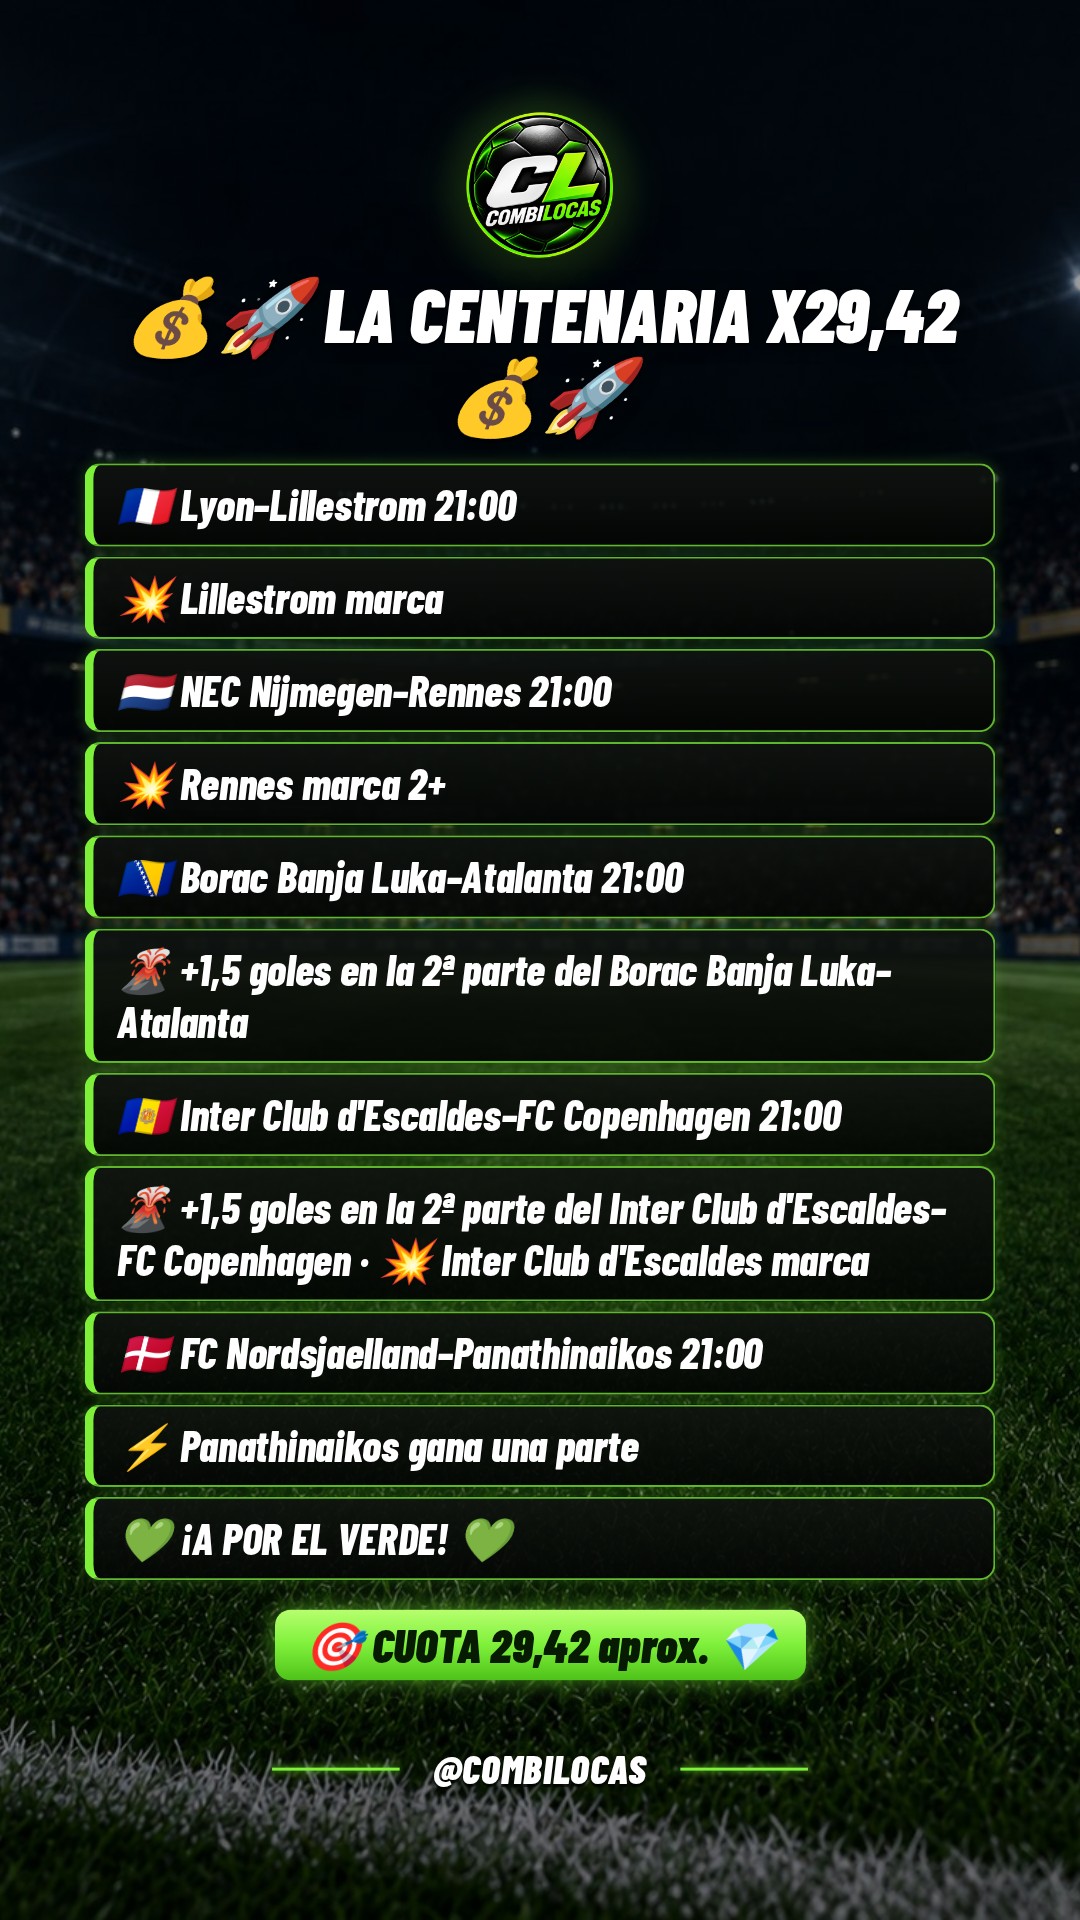 CL
COMBILOCAS
💰🚀LA CENTENARIA X29,42
💰🚀
🇫🇷Lyon-Lillestrom 21:00
💥Lillestrom marca
🇳🇱NEC Nijmegen-Rennes 21:00
💥Rennes marca 2+
🇧🇦Borac Banja Luka-Atalanta 21:00
🌋+1,5 goles en la 2ª parte del Borac Banja Luka-
Atalanta
🇦🇩Inter Club d'Escaldes-FC Copenhagen 21:00
🌋+1,5 goles en la 2ª parte del Inter Club d'Escaldes-
FC Copenhagen · 💥Inter Club d'Escaldes marca
🇩🇰FC Nordsjaelland-Panathinaikos 21:00
⚡Panathinaikos gana una parte
💚¡A POR EL VERDE! 💚
🎯CUOTA 29,42 aprox. 💎
@COMBILOCAS